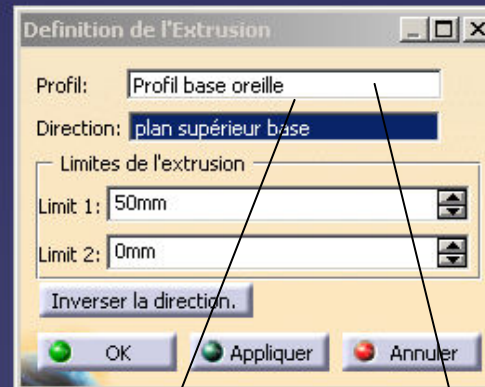 Definition de l'Extrusion
Profil: Profil base oreille
Direction: plan supérieur base
Limites de l'extrusion
Limit 1: 50mm
Limit 2: 0mm
Inverser la direction.
OK Appliquer Annuler